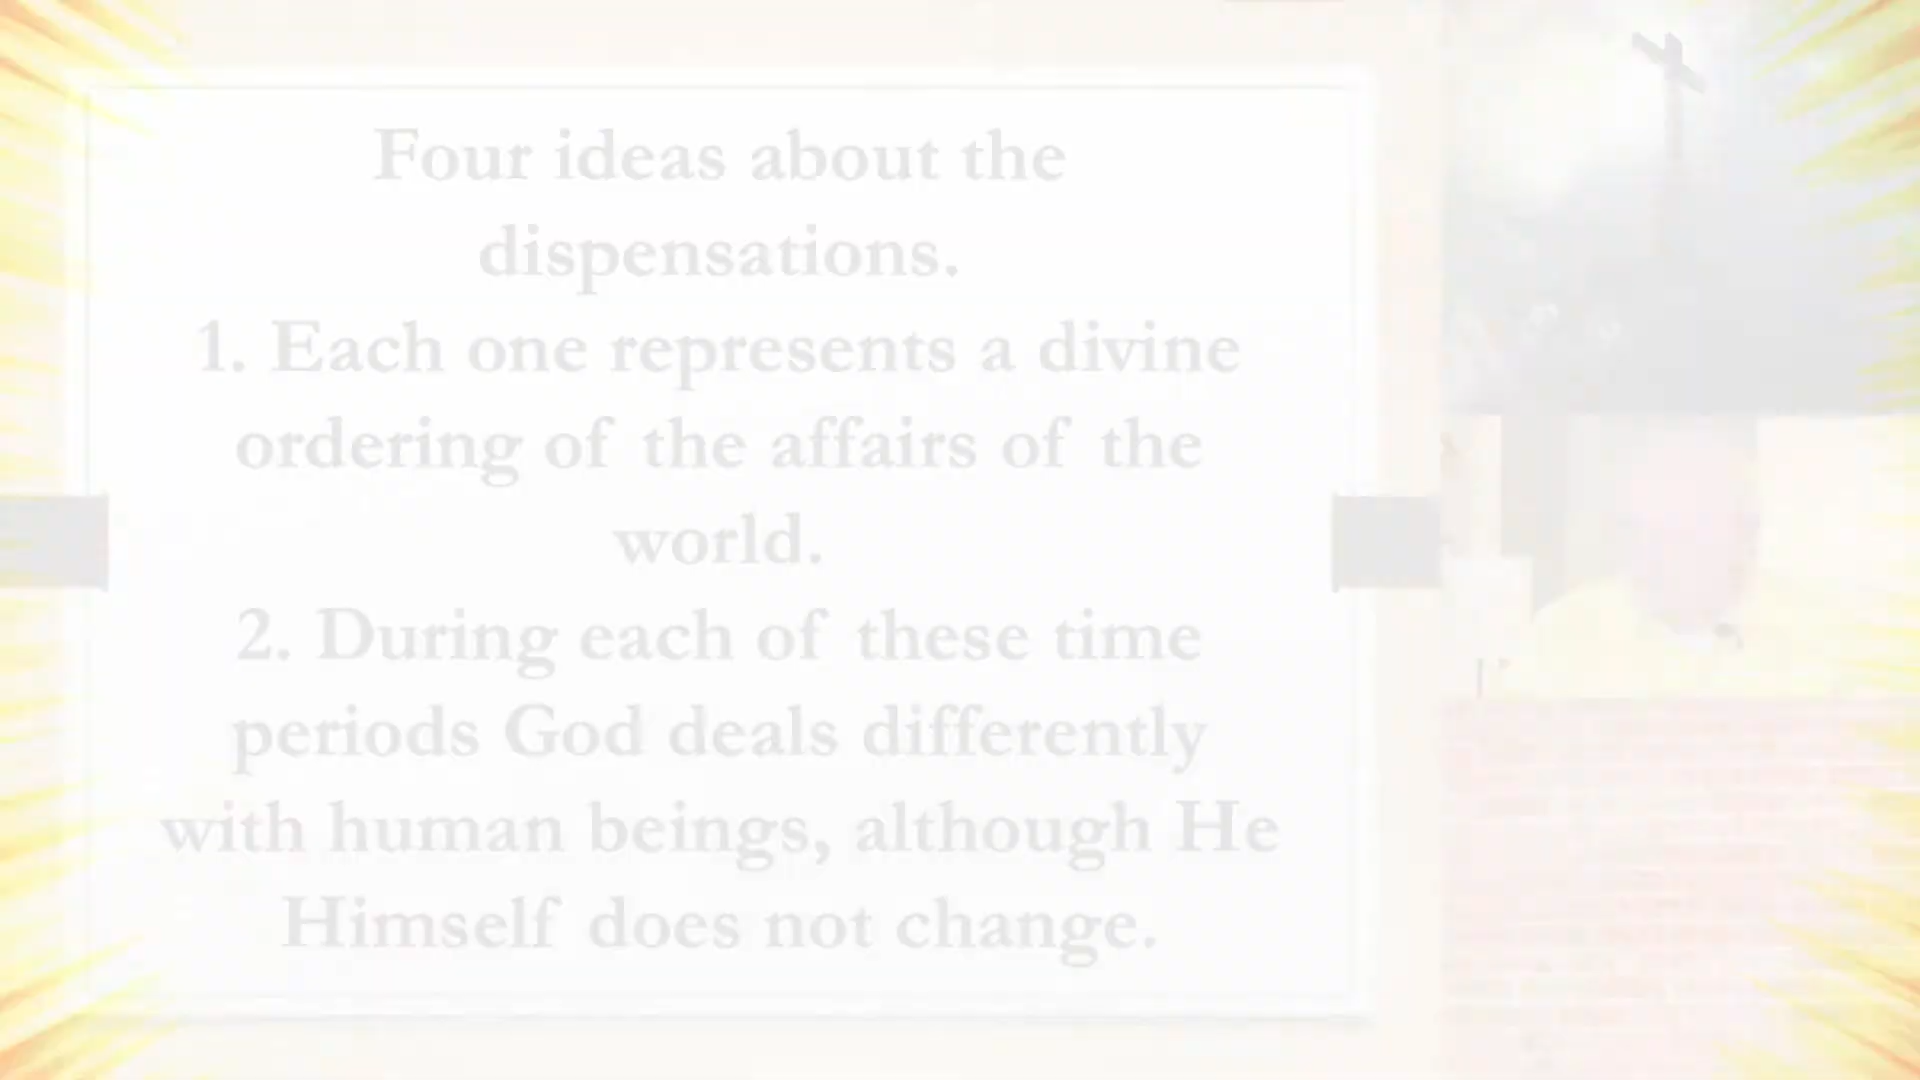 Four ideas about the
dispensations.
1. Each one represents a divine
ordering of the affairs of the
world.
2. During each of these time
periods God deals differently
with human beings, although He
Himself does not change.